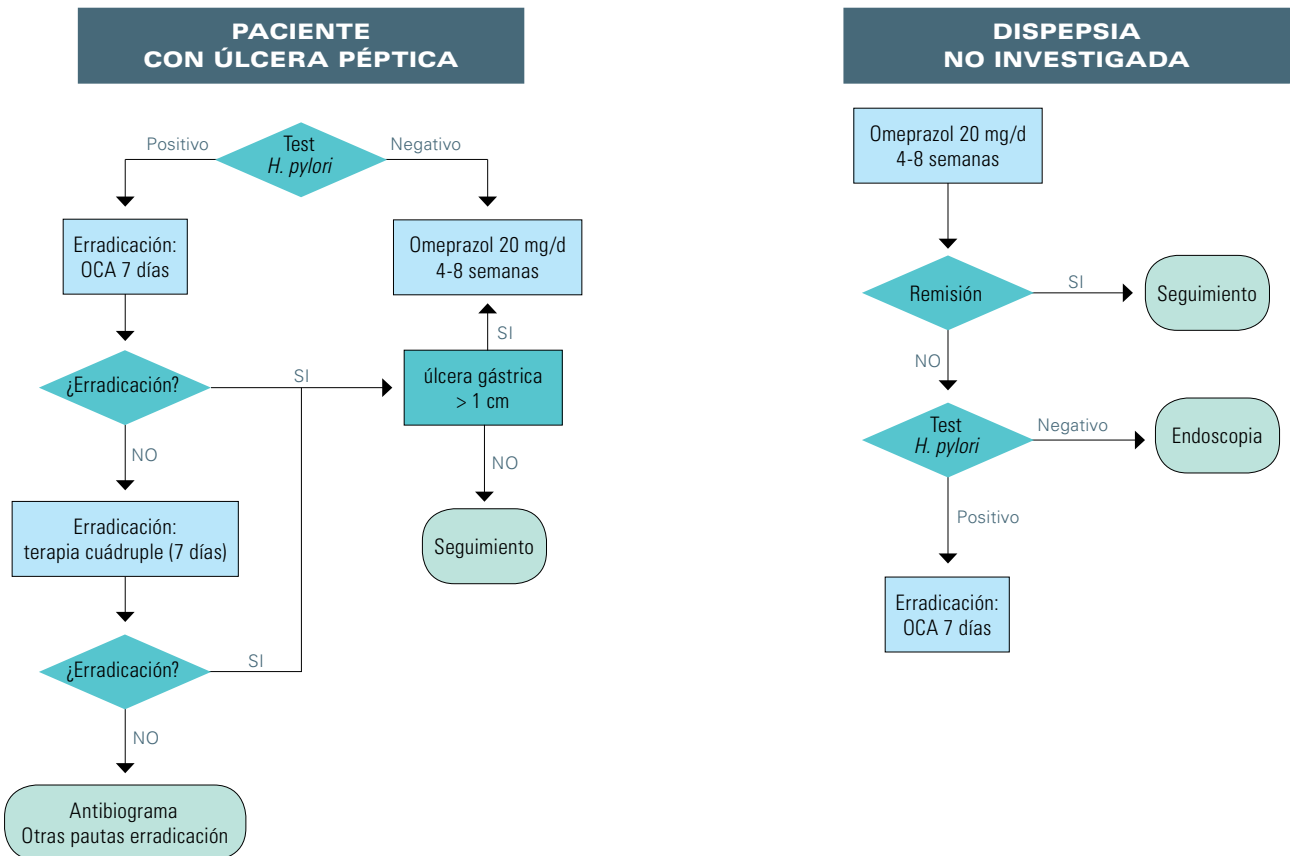 PACIENTE
CON ÚLCERA PÉPTICA
Positivo
Test
H. pylori
Negativo
Erradicación:
OCA 7 días
Omeprazol 20 mg/d
4-8 semanas
SI
¿Erradicación?
SI
úlcera gástrica
> 1 cm
NO
NO
Erradicación:
terapia cuádruple (7 días)
Seguimiento
¿Erradicación?
SI
NO
Antibiograma
Otras pautas erradicación
DISPEPSIA
NO INVESTIGADA
Omeprazol 20 mg/d
4-8 semanas
Remisión
SI
Seguimiento
NO
Test
H. pylori
Negativo
Endoscopia
Positivo
Erradicación:
OCA 7 días